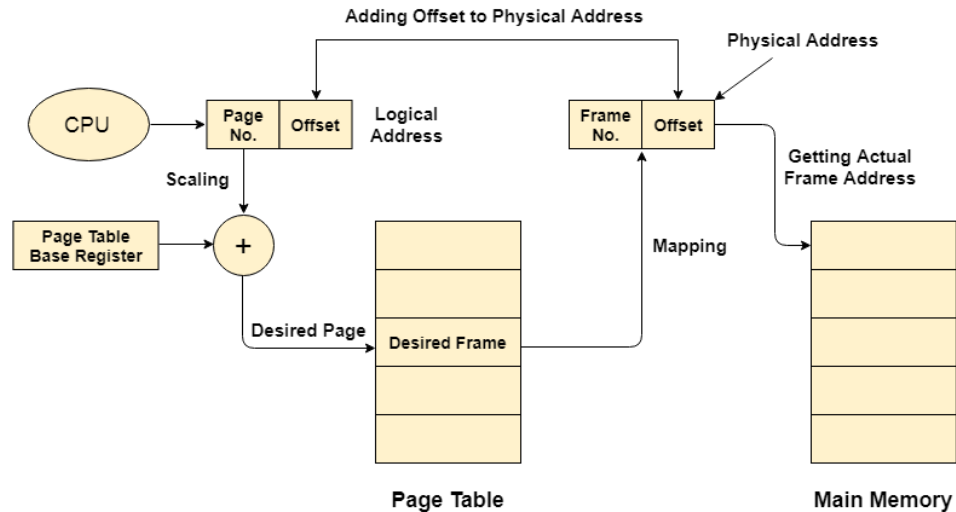 Adding Offset to Physical Address
Physical Address
CPU
Page
No.
Offset
Logical
Address
Frame
No.
Offset
Getting Actual
Frame Address
Scaling
Page Table
Base Register
+
Mapping
Desired Page
Desired Frame
Page Table
Main Memory